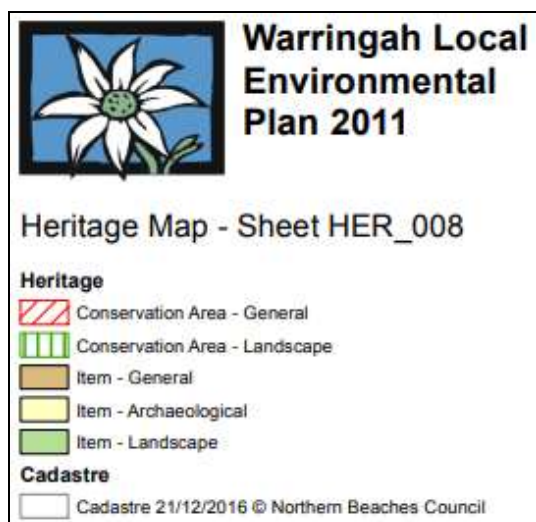 Warringah Local
Environmental
Plan 2011
Heritage Map - Sheet HER_008
Heritage
Conservation Area - General
Conservation Area - Landscape
Item - General
Item - Archaeological
Item - Landscape
Cadastre
Cadastre 21/12/2016 © Northern Beaches Council